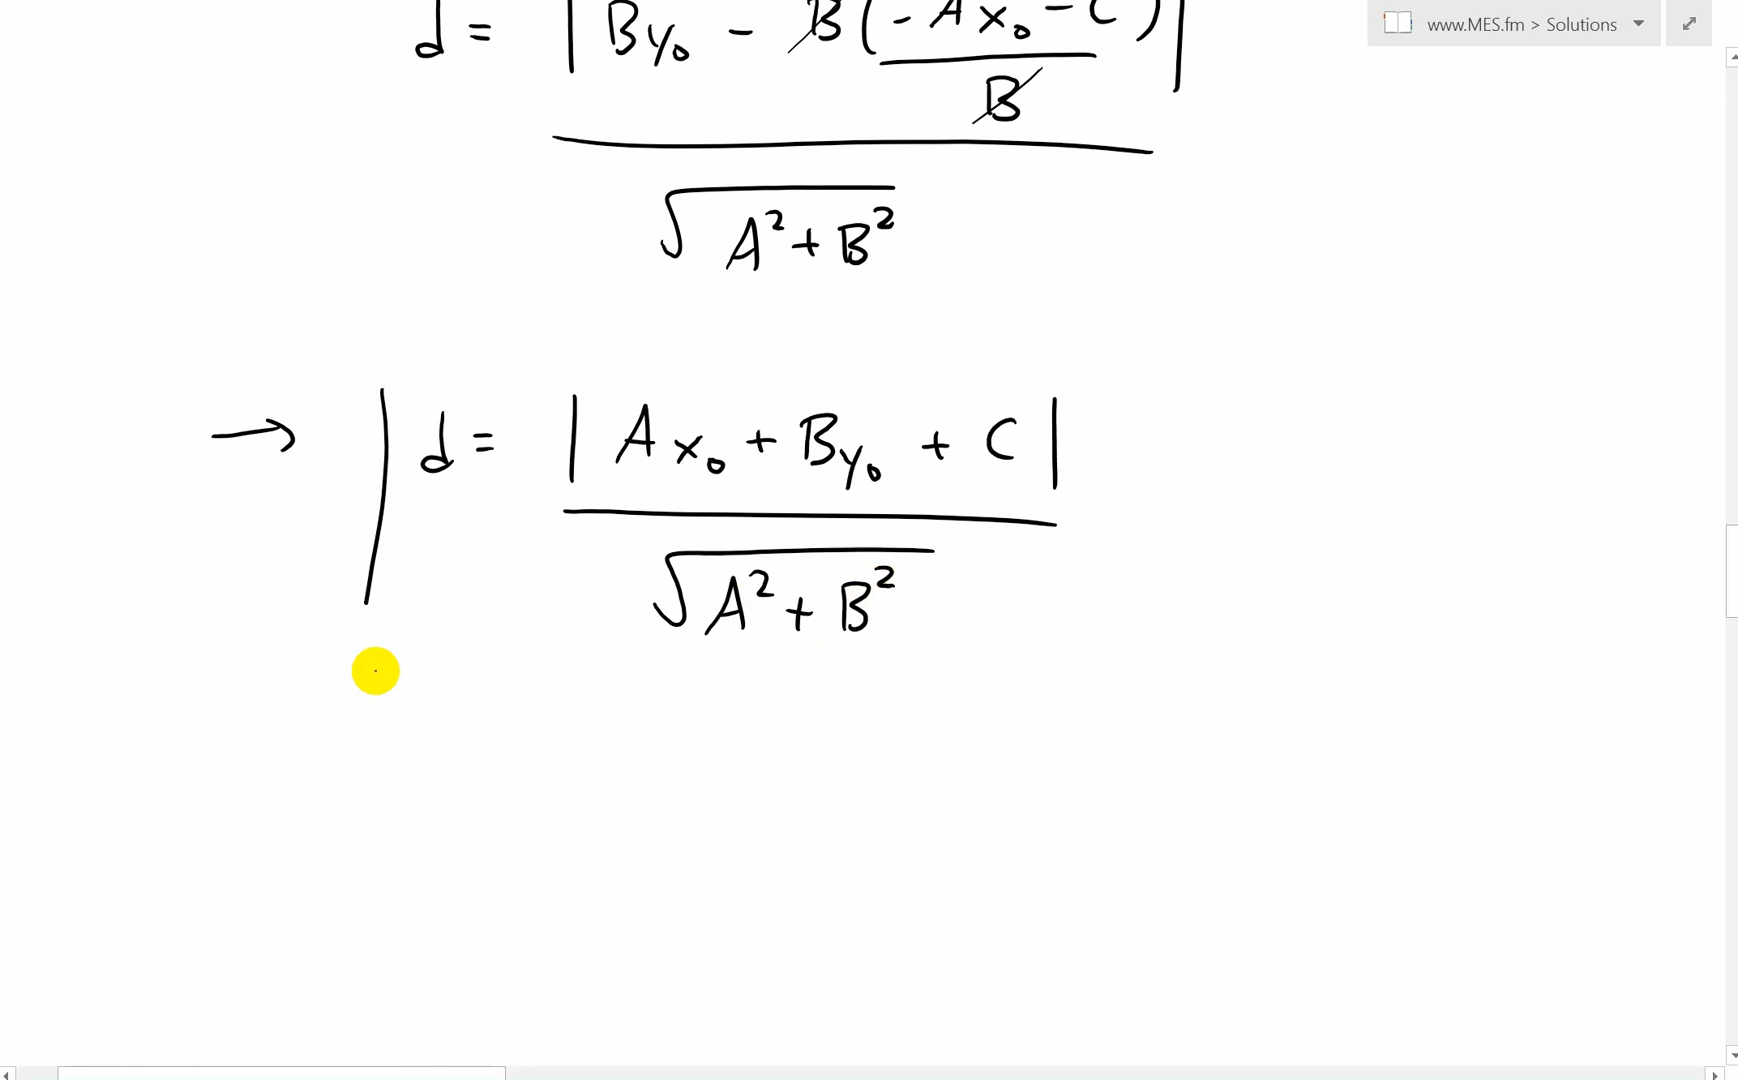 www.MES.fm > Solutions
d = | By₀ - B(-Ax₀ - C) |
B
√A² + B²
→ d = | Ax₀ + By₀ + C |
√A² + B²